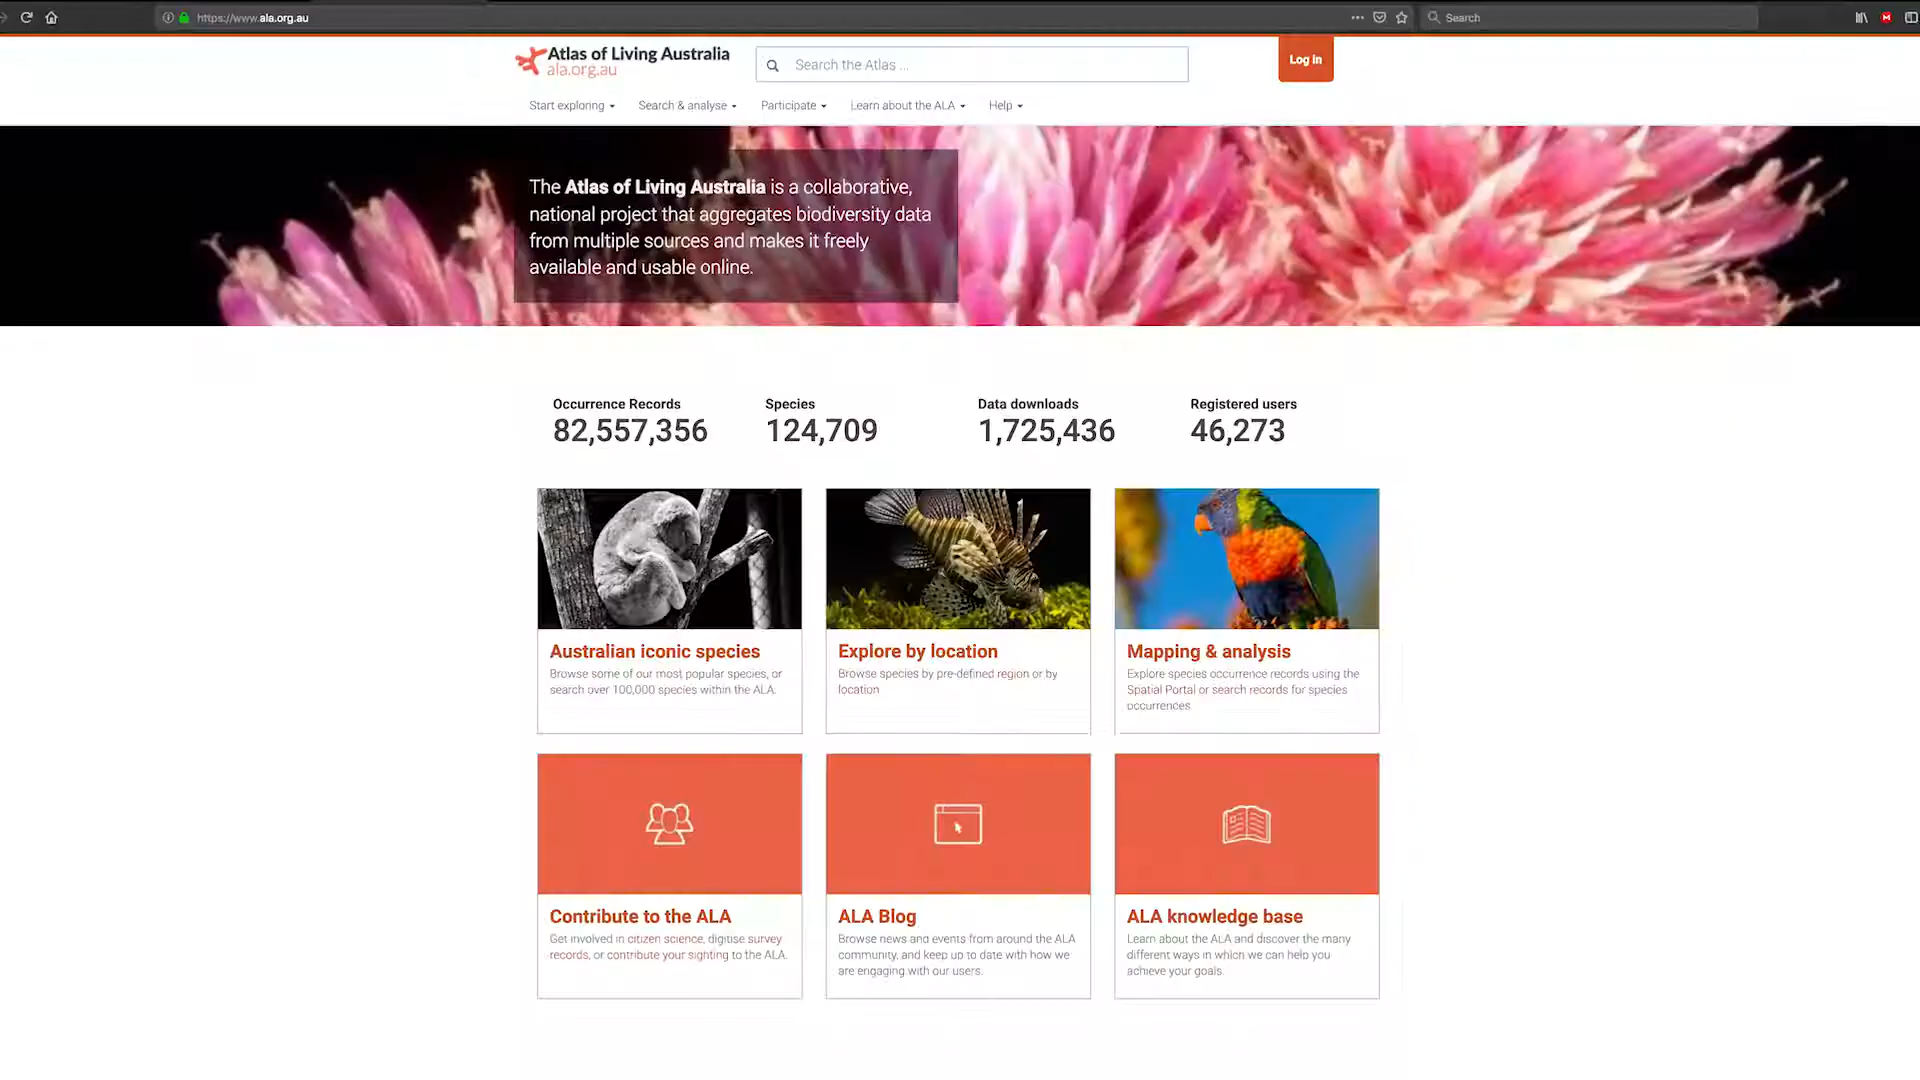 https://www.ala.org.au
Search
Atlas of Living Australia
ala.org.au
Search the Atlas ...
Log in
Start exploring
Search & analyse
Participate
Learn about the ALA
Help
The Atlas of Living Australia is a collaborative,
national project that aggregates biodiversity data
from multiple sources and makes it freely
available and usable online.
Occurrence Records
82,557,356
Species
124,709
Data downloads
1,725,436
Registered users
46,273
Australian iconic species
Browse some of our most popular species, or
search over 100,000 species within the ALA.
Explore by location
Browse species by pre-defined region or by
location
Mapping & analysis
Explore species occurrence records using the
Spatial Portal or search records for species
occurrences.
Contribute to the ALA
Get involved in citizen science, digitise survey
records, or contribute your sighting to the ALA.
ALA Blog
Browse news and events from around the ALA
community, and keep up to date with how we
are engaging with our users.
ALA knowledge base
Learn about the ALA and discover the many
different ways in which we can help you
achieve your goals.